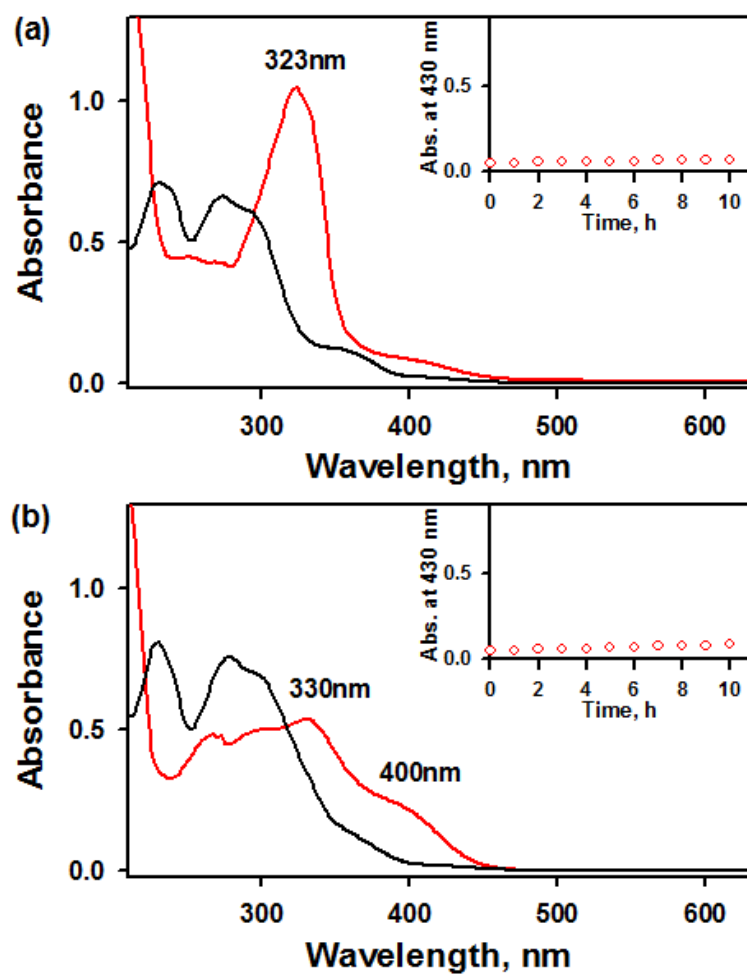 (a)
323nm
Absorbance
1.0
0.5
0.0
300 400 500 600
Wavelength, nm
Abs. at 430 nm
0.5
0.0
0 2 4 6 8 10
Time, h
(b)
330nm
400nm
Absorbance
1.0
0.5
0.0
300 400 500 600
Wavelength, nm
Abs. at 430 nm
0.5
0.0
0 2 4 6 8 10
Time, h